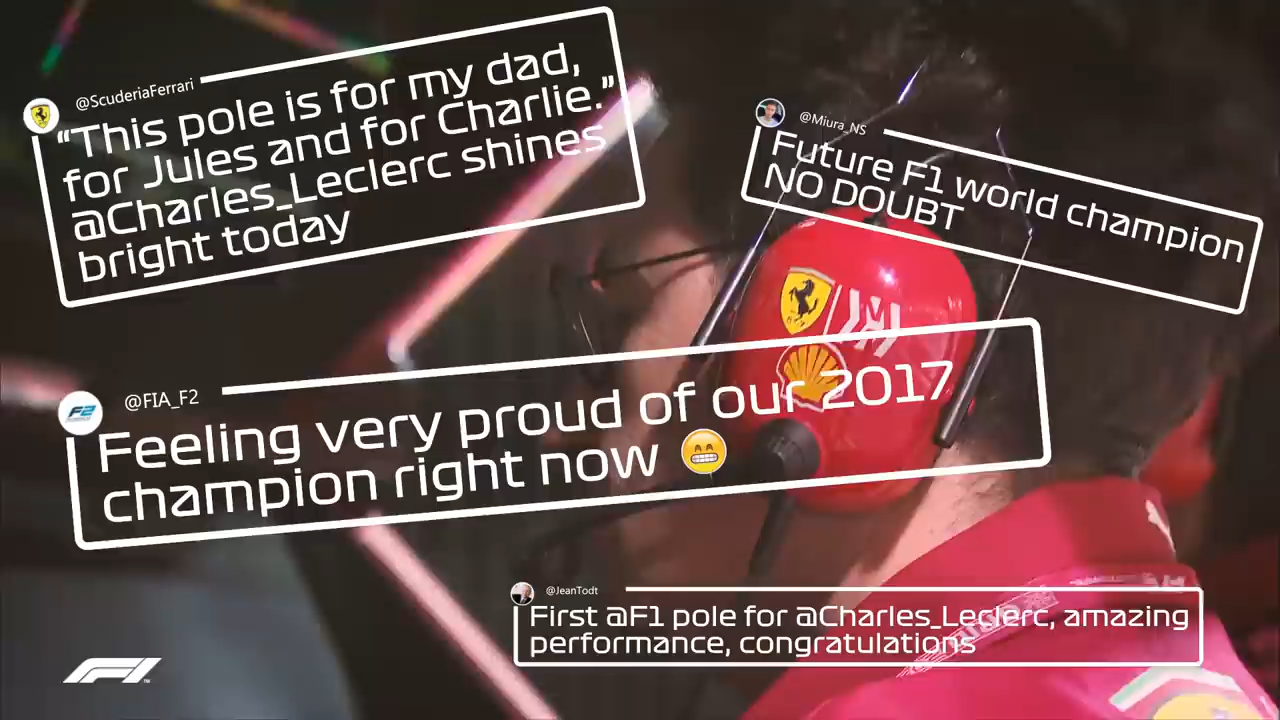 @ScuderiaFerrari
“This pole is for my dad,
for Jules and for Charlie.”
@Charles_Leclerc shines
bright today
@Miura_NS
Future F1 world champion
NO DOUBT
@FIA_F2
Feeling very proud of our 2017
champion right now 😁
@JeanTodt
First @F1 pole for @Charles_Leclerc, amazing
performance, congratulations
F1
F2